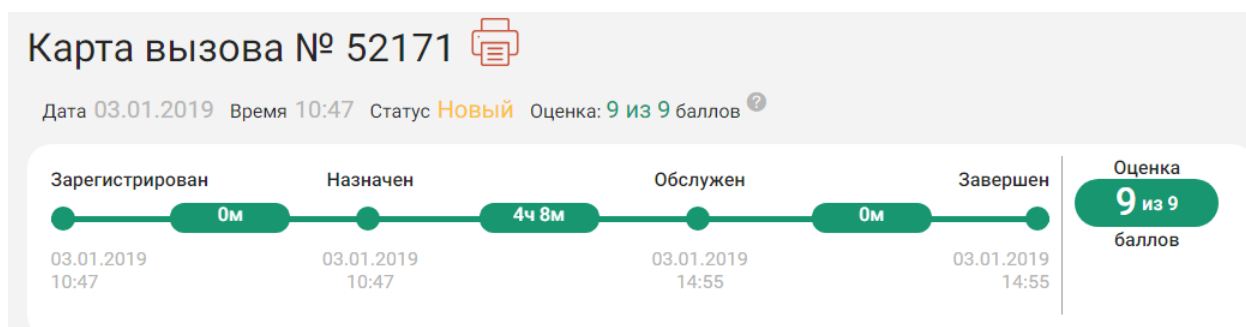 Карта вызова № 52171
Дата 03.01.2019 Время 10:47 Статус Новый Оценка: 9 из 9 баллов ?
Зарегистрирован Назначен Обслужен Завершен Оценка
0м 4ч 8м 0м 9 из 9
баллов
03.01.2019 03.01.2019 03.01.2019 03.01.2019
10:47 10:47 14:55 14:55